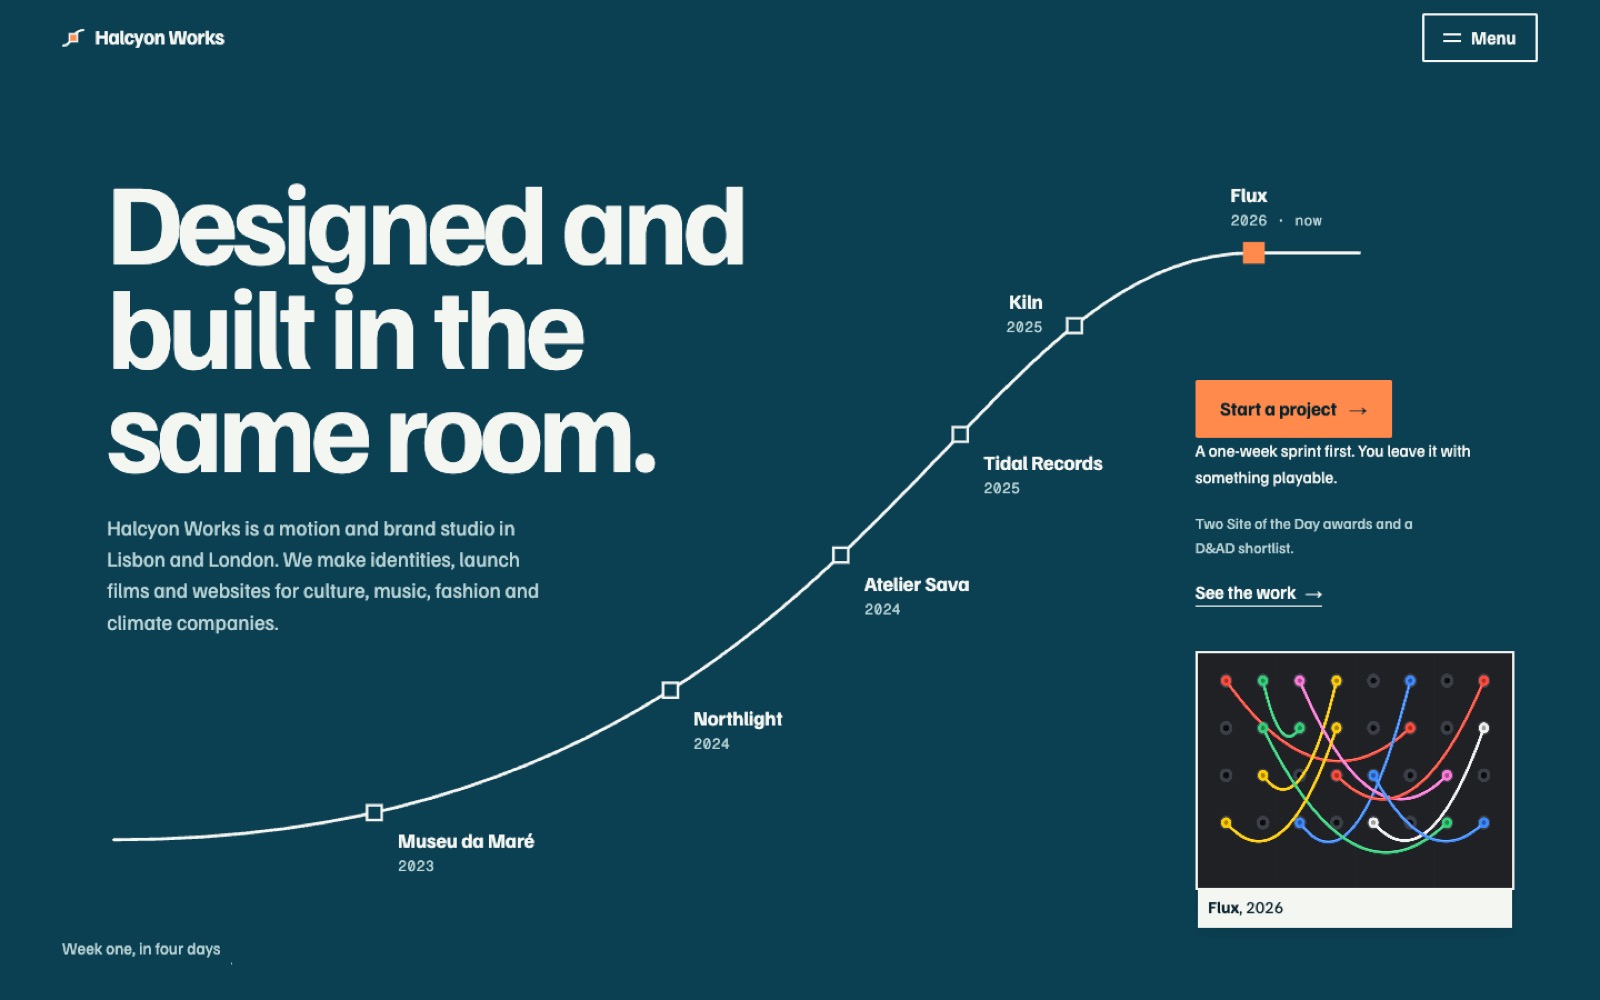 Halcyon Works
Menu
Designed and
built in the
same room.
Halcyon Works is a motion and brand studio in
Lisbon and London. We make identities, launch
films and websites for culture, music, fashion and
climate companies.
Flux
2026 · now
Kiln
2025
Tidal Records
2025
Atelier Sava
2024
Northlight
2024
Museu da Maré
2023
Start a project →
A one-week sprint first. You leave it with
something playable.
Two Site of the Day awards and a
D&AD shortlist.
See the work →
Flux, 2026
Week one, in four days